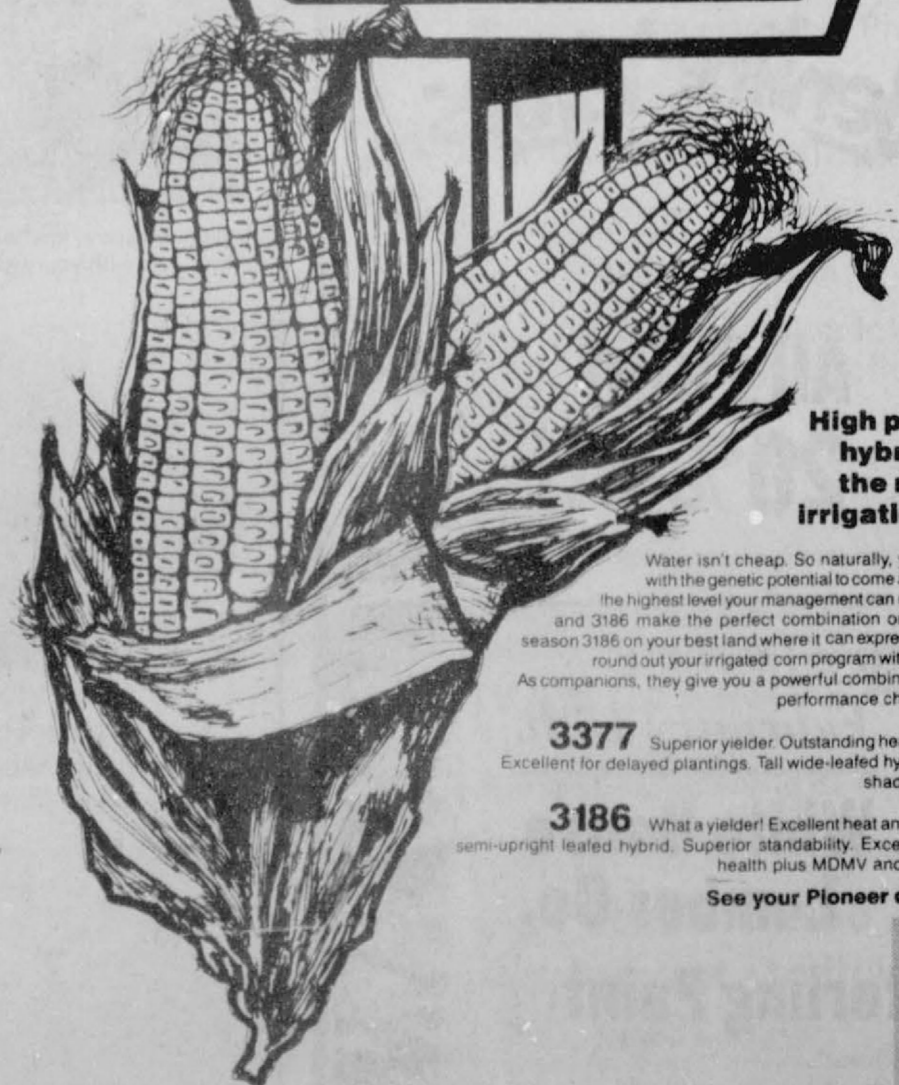 High p
hybr
the
irrigati
Water isn't cheap. So naturally,
with the genetic potential to come
the highest level your management can
and 3186 make the perfect combination o
season 3186 on your best land where it can expre
round out your irrigated corn program wit
As companions, they give you a powerful combin
performance ch
3377 Superior yielder. Outstanding he
Excellent for delayed plantings. Tall wide-leafed hy
shad
3186 What a yielder! Excellent heat an
semi-upright leafed hybrid. Superior standability. Exce
health plus MDMV and
See your Pioneer